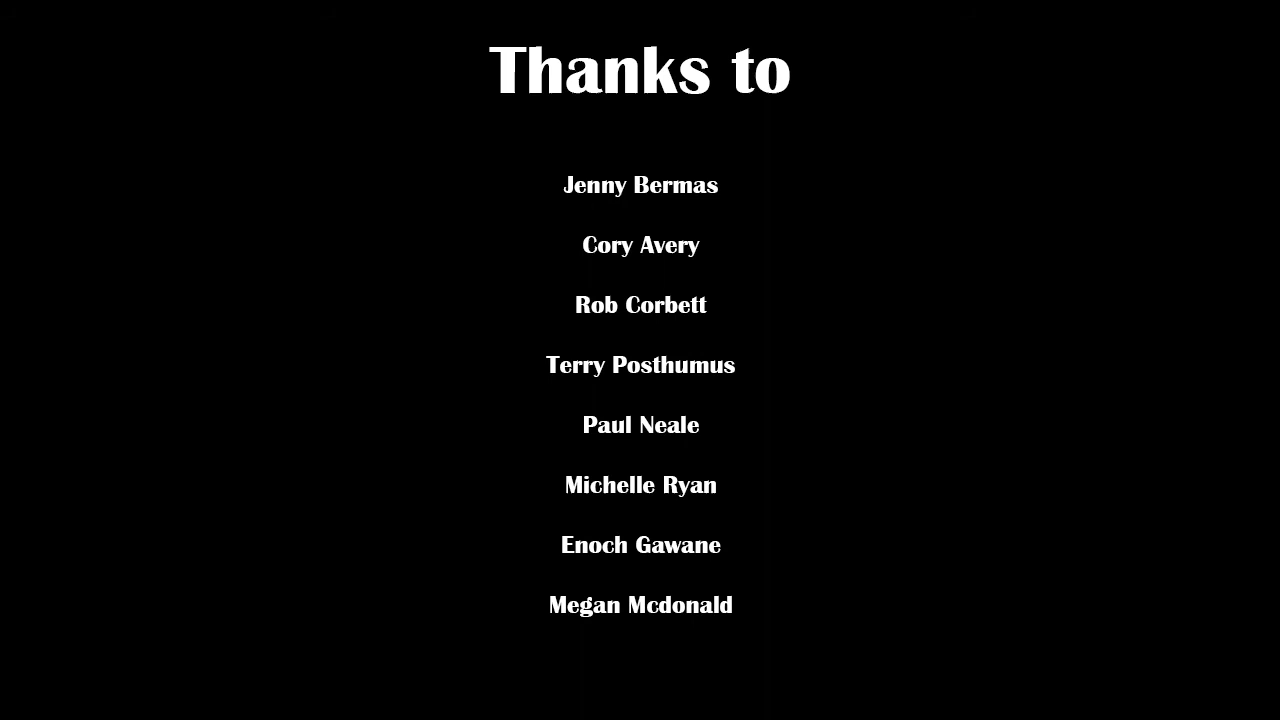 Thanks to
Jenny Bermas
Cory Avery
Rob Corbett
Terry Posthumus
Paul Neale
Michelle Ryan
Enoch Gawane
Megan Mcdonald